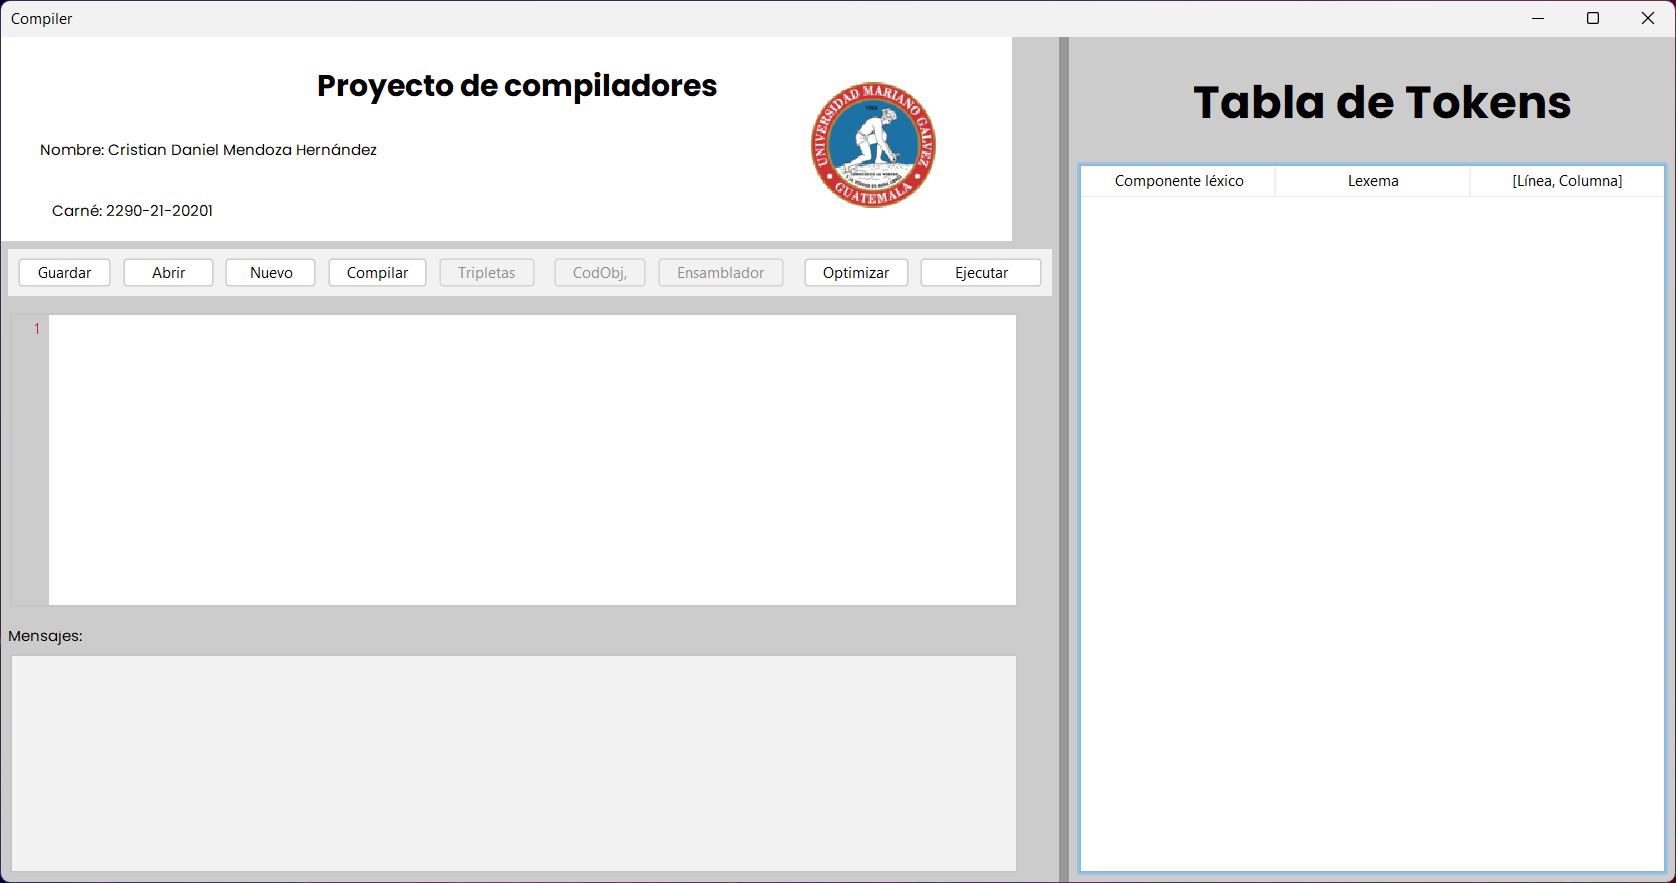 Compiler
Proyecto de compiladores
Nombre: Cristian Daniel Mendoza Hernández
Carné: 2290-21-20201
UNIVERSIDAD MARIANO GALVEZ
GUATEMALA
Guardar Abrir Nuevo Compilar Tripletas CodObj, Ensamblador Optimizar Ejecutar
1
Mensajes:
Tabla de Tokens
Componente léxico Lexema [Línea, Columna]